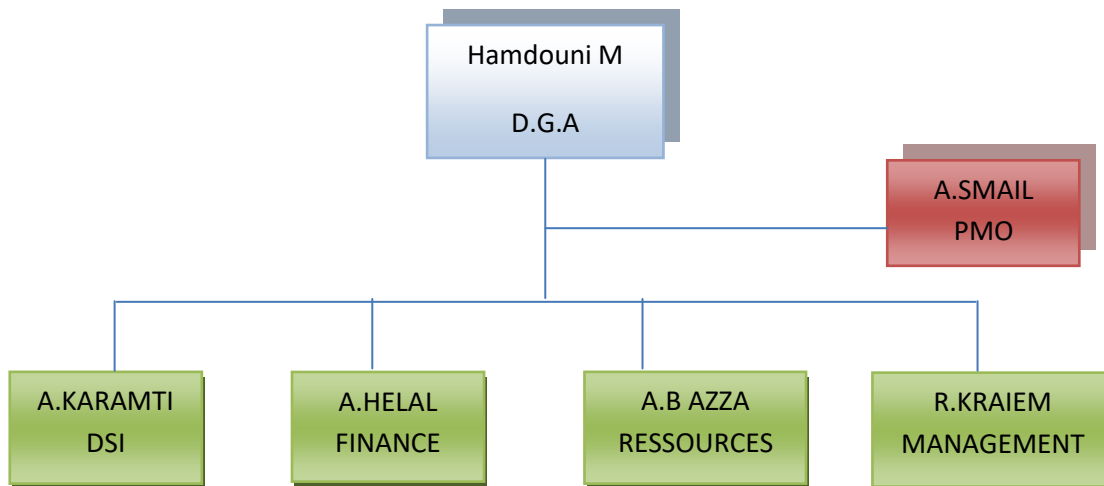 Hamdouni M
D.G.A
A.SMAIL
PMO
A.KARAMTI
DSI
A.HELAL
FINANCE
A.B AZZA
RESSOURCES
R.KRAIEM
MANAGEMENT